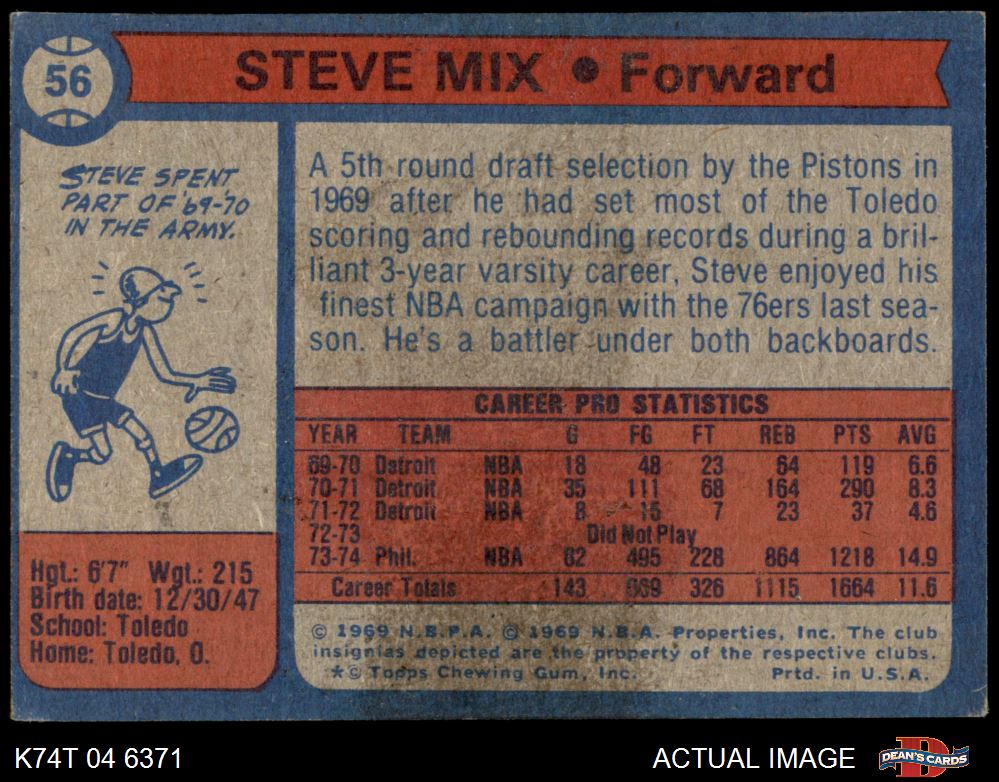 56
STEVE MIX • Forward
STEVE SPENT
PART OF '69-70
IN THE ARMY.
A 5th round draft selection by the Pistons in
1969 after he had set most of the Toledo
scoring and rebounding records during a bril-
liant 3-year varsity career, Steve enjoyed his
finest NBA campaign with the 76ers last sea-
son. He's a battler under both backboards.
CAREER PRO STATISTICS
YEAR TEAM G FG FT REB PTS AVG
69-70 Detroit NBA 18 48 23 64 119 6.6
70-71 Detroit NBA 35 111 68 164 290 8.3
71-72 Detroit NBA 8 15 7 23 37 4.6
72-73 Did Not Play
73-74 Phil. NBA 82 495 228 864 1218 14.9
Career Totals 143 669 326 1115 1664 11.6
Hgt.: 6'7" Wgt.: 215
Birth date: 12/30/47
School: Toledo
Home: Toledo, O.
© 1969 N.B.P.A. © 1969 N.B.A. Properties, Inc. The club
insignias depicted are the property of the respective clubs.
*© Topps Chewing Gum, Inc. Prtd. in U.S.A.
K74T 04 6371
ACTUAL IMAGE
DEAN'S CARDS